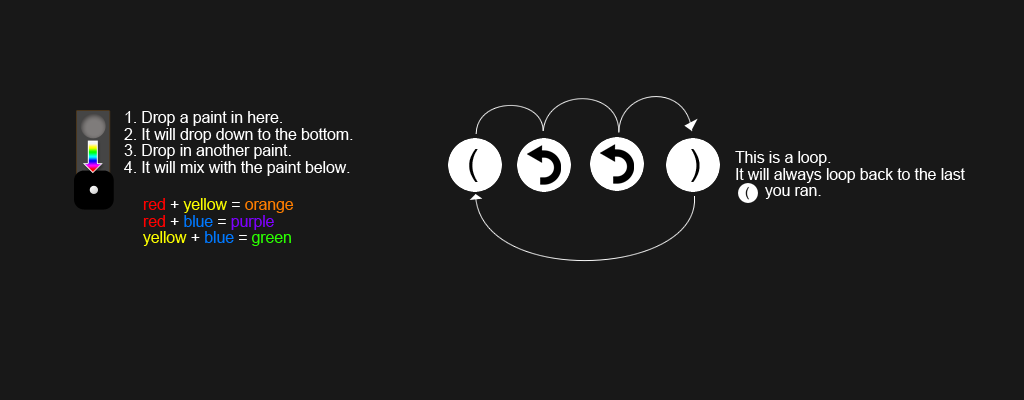 1. Drop a paint in here.
2. It will drop down to the bottom.
3. Drop in another paint.
4. It will mix with the paint below.
red + yellow = orange
red + blue = purple
yellow + blue = green
( )
This is a loop.
It will always loop back to the last
( you ran.